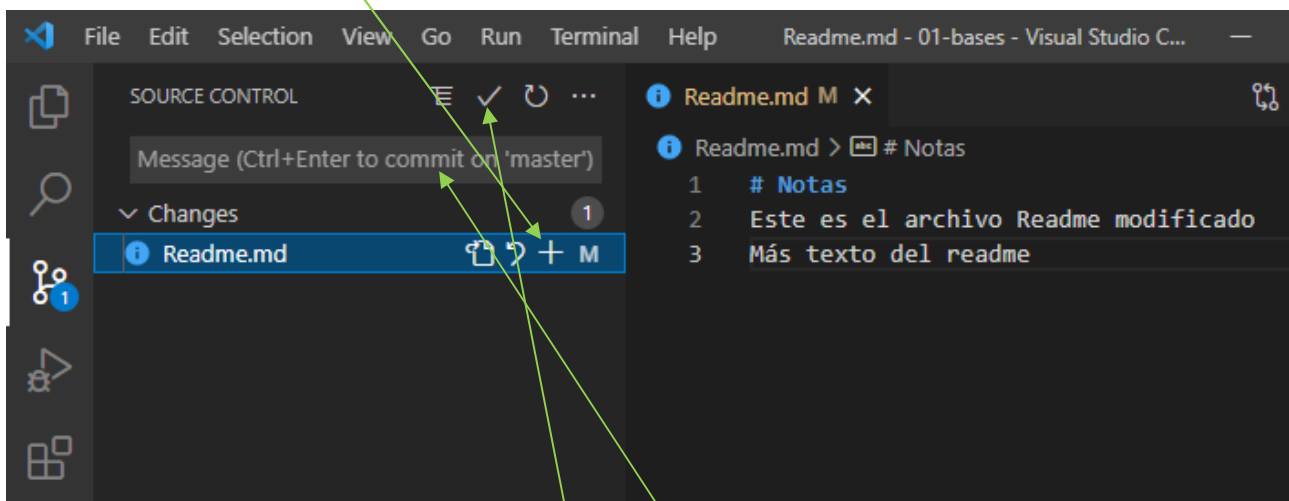 File Edit Selection View Go Run Terminal Help Readme.md - 01-bases - Visual Studio C...
SOURCE CONTROL
Readme.md M
Message (Ctrl+Enter to commit on 'master')
Readme.md > # Notas
Changes 1
Readme.md M
1
1 # Notas
2 Este es el archivo Readme modificado
3 Más texto del readme